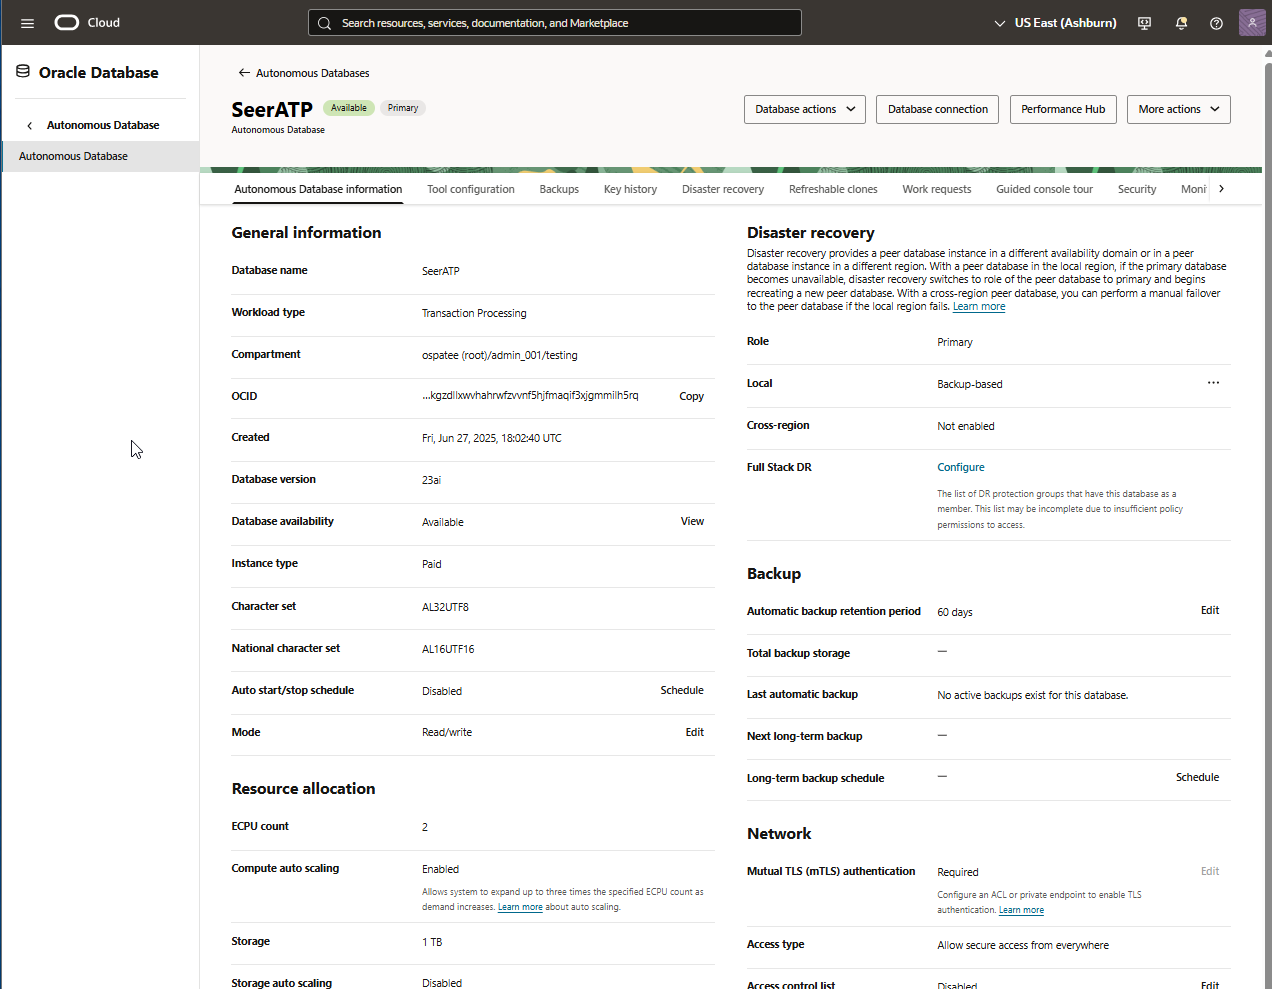 Cloud
Search resources, services, documentation, and Marketplace
US East (Ashburn)
Oracle Database
Autonomous Database
Autonomous Database
Autonomous Databases
SeerATP
Available
Primary
Autonomous Database
Database actions
Database connection
Performance Hub
More actions
Autonomous Database information
Tool configuration
Backups
Key history
Disaster recovery
Refreshable clones
Work requests
Guided console tour
Security
Moni
General information
Database name
SeerATP
Workload type
Transaction Processing
Compartment
ospatee (root)/admin_001/testing
OCID
...kgzdllxwvhahrwfzvvnf5hjfmaqif3xjgmmilh5rq
Copy
Created
Fri, Jun 27, 2025, 18:02:40 UTC
Database version
23ai
Database availability
Available
View
Instance type
Paid
Character set
AL32UTF8
National character set
AL16UTF16
Auto start/stop schedule
Disabled
Schedule
Mode
Read/write
Edit
Resource allocation
ECPU count
2
Compute auto scaling
Enabled
Allows system to expand up to three times the specified ECPU count as
demand increases. Learn more about auto scaling.
Storage
1 TB
Storage auto scaling
Disabled
Disaster recovery
Disaster recovery provides a peer database instance in a different availability domain or in a peer
database instance in a different region. With a peer database in the local region, if the primary database
becomes unavailable, disaster recovery switches to role of the peer database to primary and begins
recreating a new peer database. With a cross-region peer database, you can perform a manual failover
to the peer database if the local region fails. Learn more
Role
Primary
Local
Backup-based
...
Cross-region
Not enabled
Full Stack DR
Configure
The list of DR protection groups that have this database as a
member. This list may be incomplete due to insufficient policy
permissions to access.
Backup
Automatic backup retention period
60 days
Edit
Total backup storage
—
Last automatic backup
No active backups exist for this database.
Next long-term backup
—
Long-term backup schedule
—
Schedule
Network
Mutual TLS (mTLS) authentication
Required
Edit
Configure an ACL or private endpoint to enable TLS
authentication. Learn more
Access type
Allow secure access from everywhere
Access control list
Disabled
Edit